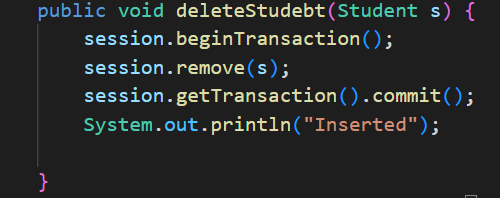 public void deleteStudebt(Student s) {
session.beginTransaction();
session.remove(s);
session.getTransaction().commit();
System.out.println("Inserted");
}